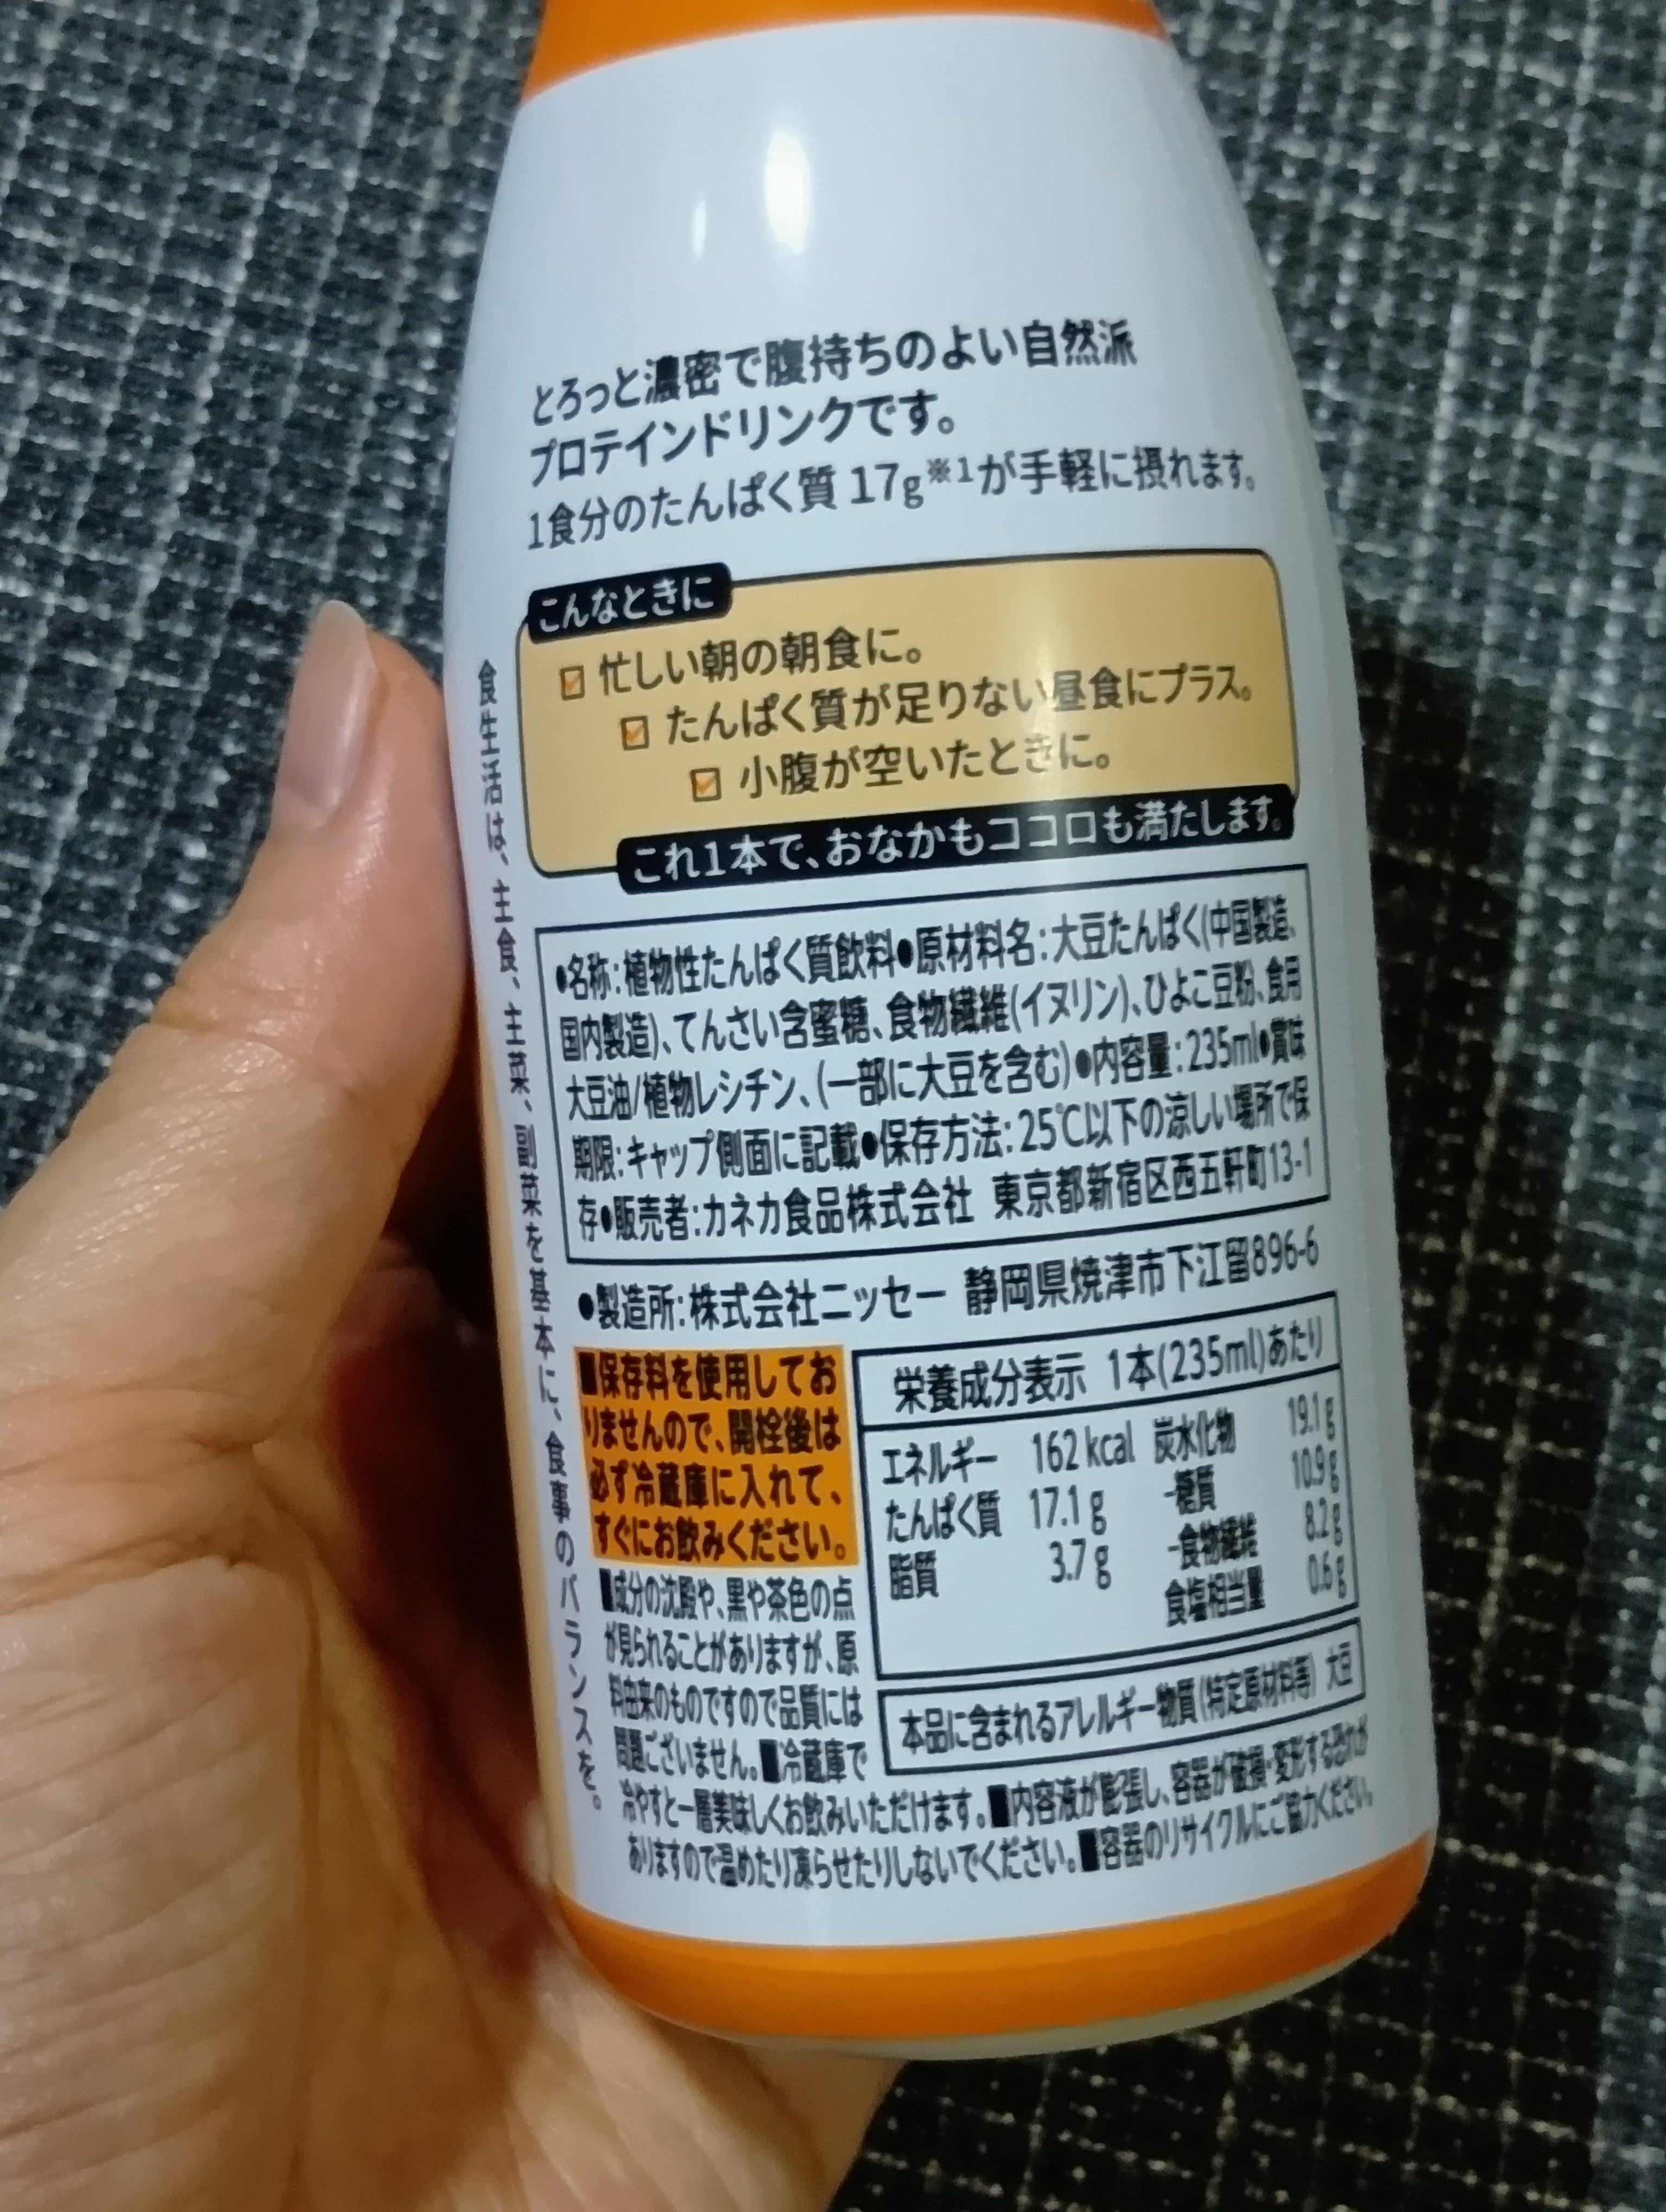 とろっと濃密で腹持ちのよい自然派
プロテインドリンクです。
1食分のたんぱく質 17g※1が手軽に摂れます。
こんなときに
忙しい朝の朝食に。
たんぱく質が足りない昼食にプラス。
小腹が空いたときに。
これ1本で、おなかもココロも満たします。
食生活は、主食、主菜、副菜を基本に、食事のバランスを。
●名称:植物性たんぱく質飲料●原材料名:大豆たんぱく(中国製造、
国内製造)、てんさい含蜜糖、食物繊維(イヌリン)、ひよこ豆粉、食用
大豆油/植物レシチン、(一部に大豆を含む)●内容量:235ml●賞味
期限:キャップ側面に記載●保存方法:25℃以下の涼しい場所で保
存●販売者:カネカ食品株式会社 東京都新宿区西五軒町13-1
●製造所:株式会社ニッセー 静岡県焼津市下江留896-6
■保存料を使用してお
りませんので、開栓後は
必ず冷蔵庫に入れて、
すぐにお飲みください。
■成分の沈殿や、黒や茶色の点
が見られることがありますが、原
料由来のものですので品質には
問題ございません。■冷蔵庫で
冷やすと一層美味しくお飲みいただけます。■内容液が膨張し、容器が破損・変形する恐れが
ありますので温めたり凍らせたりしないでください。■容器のリサイクルにご協力ください。
栄養成分表示 1本(235ml)あたり
エネルギー 162 kcal 炭水化物 19.1 g
たんぱく質 17.1 g -糖質 10.9 g
脂質 3.7 g -食物繊維 8.2 g
食塩相当量 0.6 g
本品に含まれるアレルギー物質(特定原材料等) 大豆